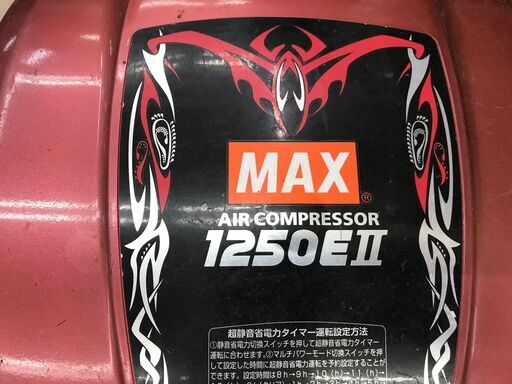 MAX®
AIR COMPRESSOR
1250EII
超静音省電力タイマー運転設定方法
①静音省電力切換スイッチを押して超静音省電力タイマー
運転に合わせます。②マルチパワーモード切換スイッチを押
して設定した時間に超静音省電力運転を予約設定することが
できます。設定時間は8h→9h→10(h)→11(h)→